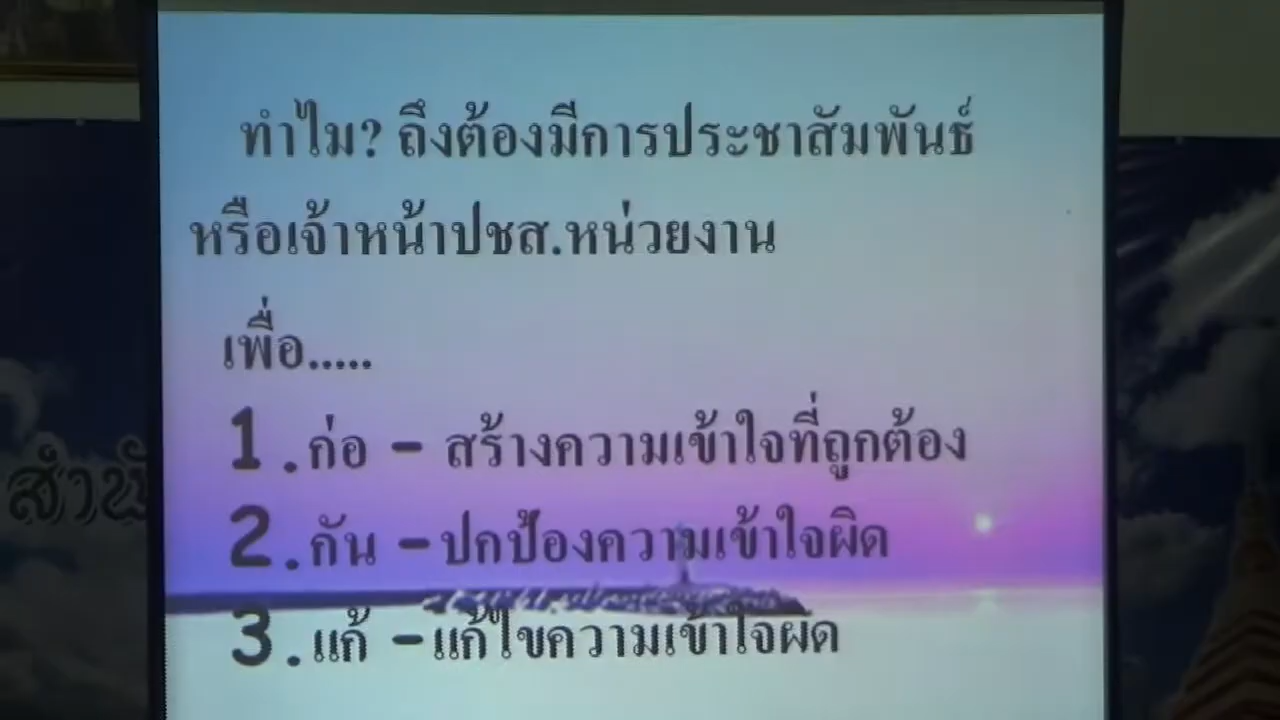 ทำไม? ถึงต้องมีการประชาสัมพันธ์
หรือเจ้าหน้าปชส.หน่วยงาน
เพื่อ.....
1.ก่อ - สร้างความเข้าใจที่ถูกต้อง
2.กัน -ปกป้องความเข้าใจผิด
3.แก้ -แก้ไขความเข้าใจผิด